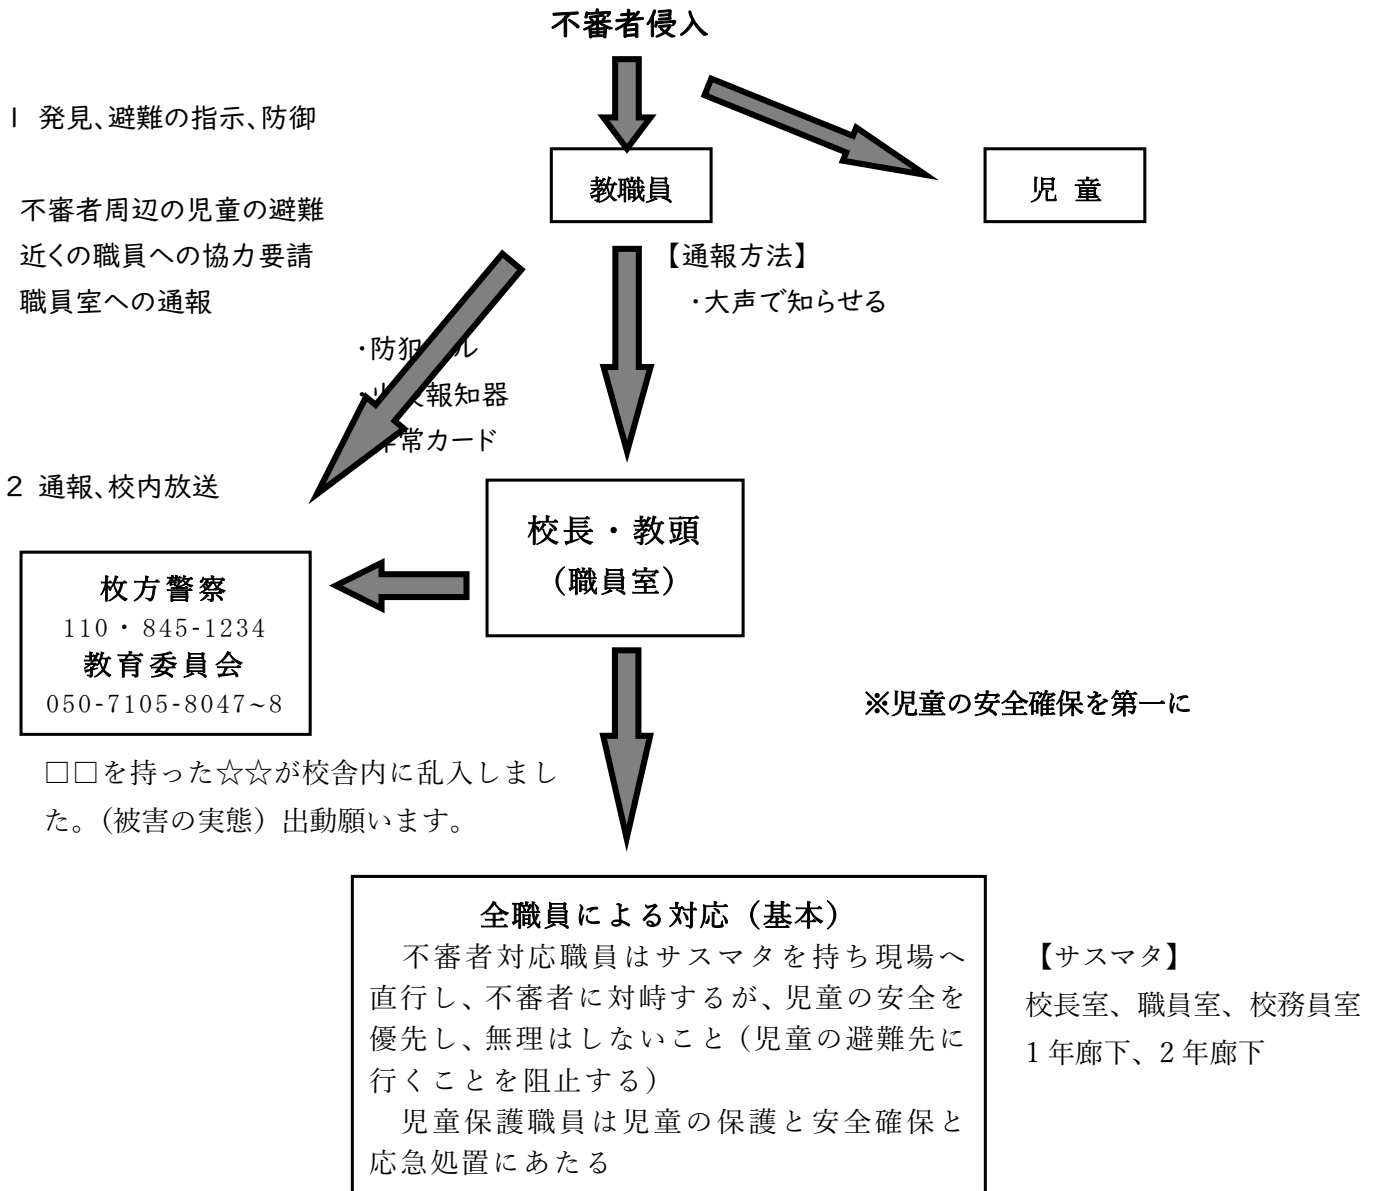 不審者侵入
1 発見、避難の指示、防御
教職員
児 童
不審者周辺の児童の避難
近くの職員への協力要請
職員室への通報
【通報方法】
・大声で知らせる
・防犯 ル
報知器
常カード
2 通報、校内放送
校長・教頭
（職員室）
枚方警察
110・845-1234
教育委員会
050-7105-8047~8
※児童の安全確保を第一に
□□を持った☆☆が校舎内に乱入しまし
た。（被害の実態）出動願います。
全職員による対応（基本）
不審者対応職員はサスマタを持ち現場へ
直行し、不審者に対峙するが、児童の安全を
優先し、無理はしないこと（児童の避難先に
行くことを阻止する）
児童保護職員は児童の保護と安全確保と
応急処置にあたる
【サスマタ】
校長室、職員室、校務員室
1年廊下、2年廊下